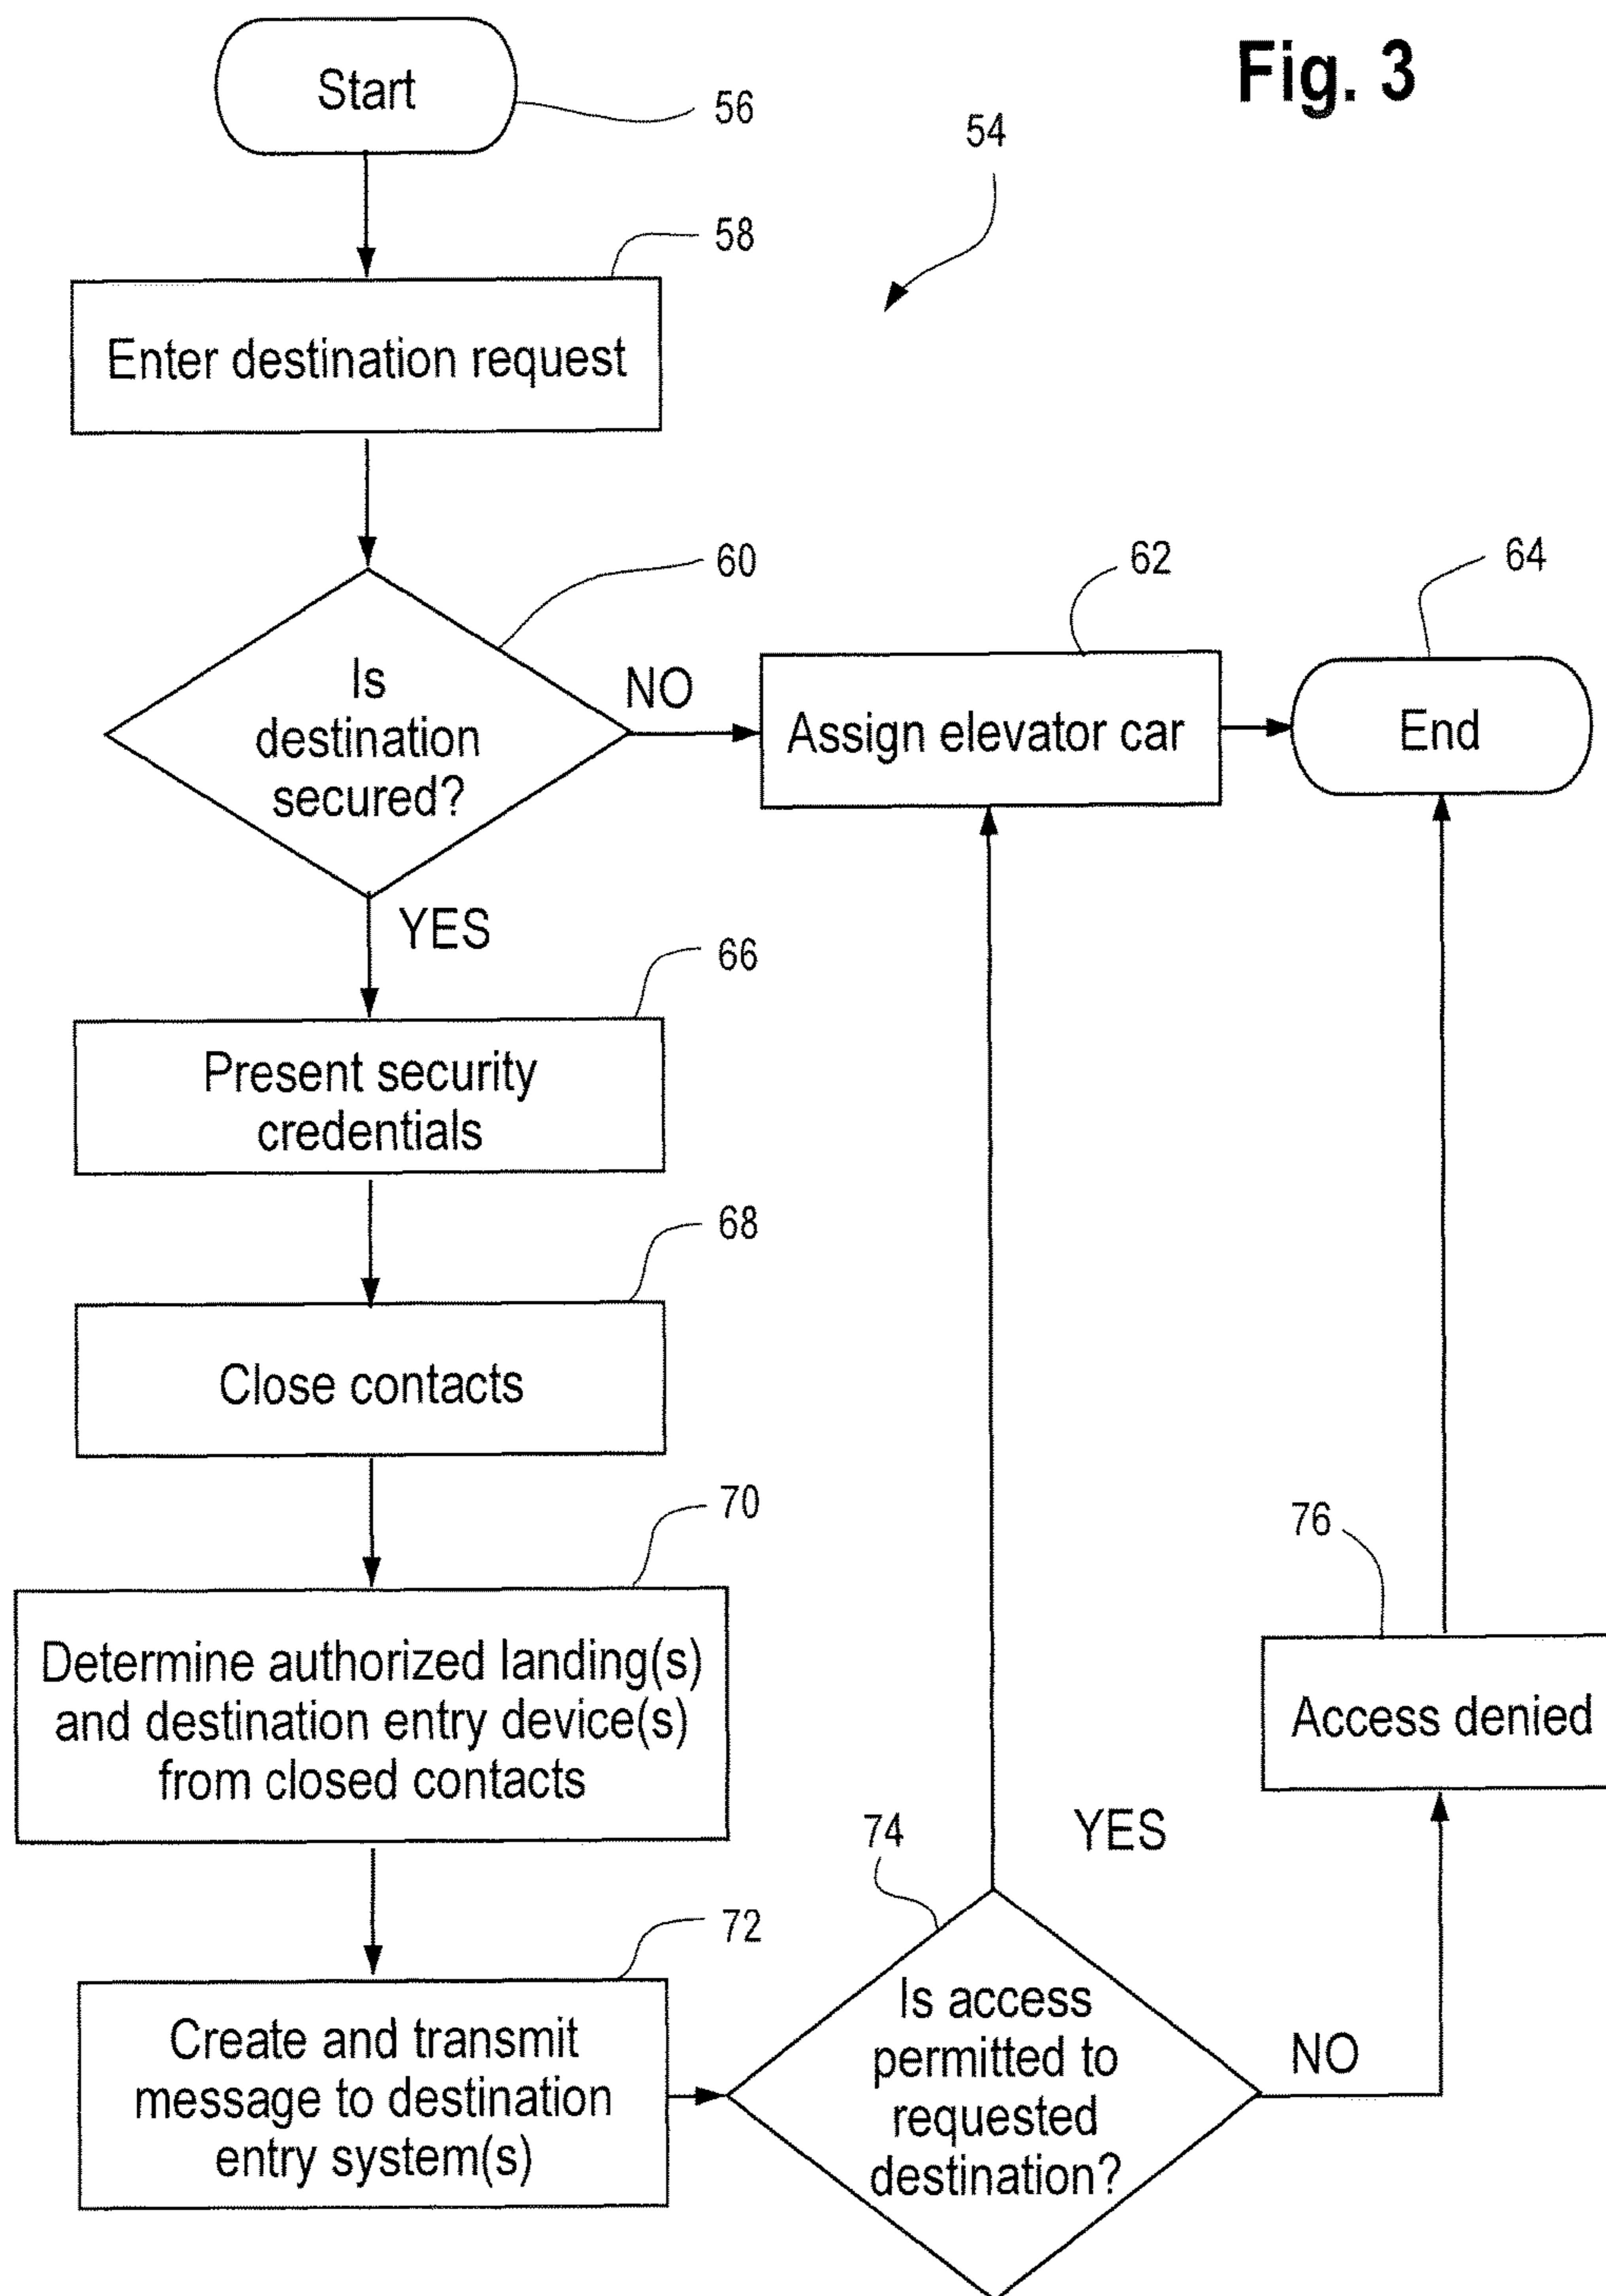 Fig. 3
Start
56
54
58
Enter destination request
60
62
64
Is
destination
secured?
NO
Assign elevator car
End
YES
66
Present security
credentials
68
Close contacts
70
76
Determine authorized landing(s)
and destination entry device(s)
from closed contacts
Access denied
74
YES
72
Create and transmit
message to destination
entry system(s)
Is access
permitted to
requested
destination?
NO